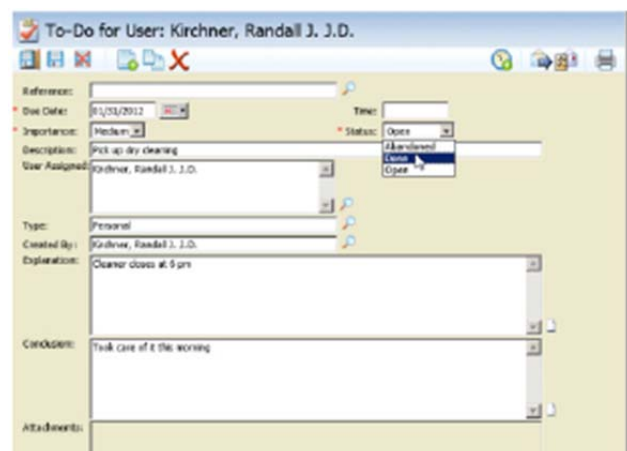 To-Do for User: Kirchner, Randall J. J.D.
Reference:
* Due Date: 01/31/2012 Time:
* Importance: Medium * Status: Open
Abandoned
Done
Open
Description: Pick up dry cleaning
User Assigned: Kirchner, Randall J. J.D.
Type: Personal
Created By: Kirchner, Randall J. J.D.
Explanation: Cleaner closes at 6 pm
Conclusion: Took care of it this morning
Attachments: